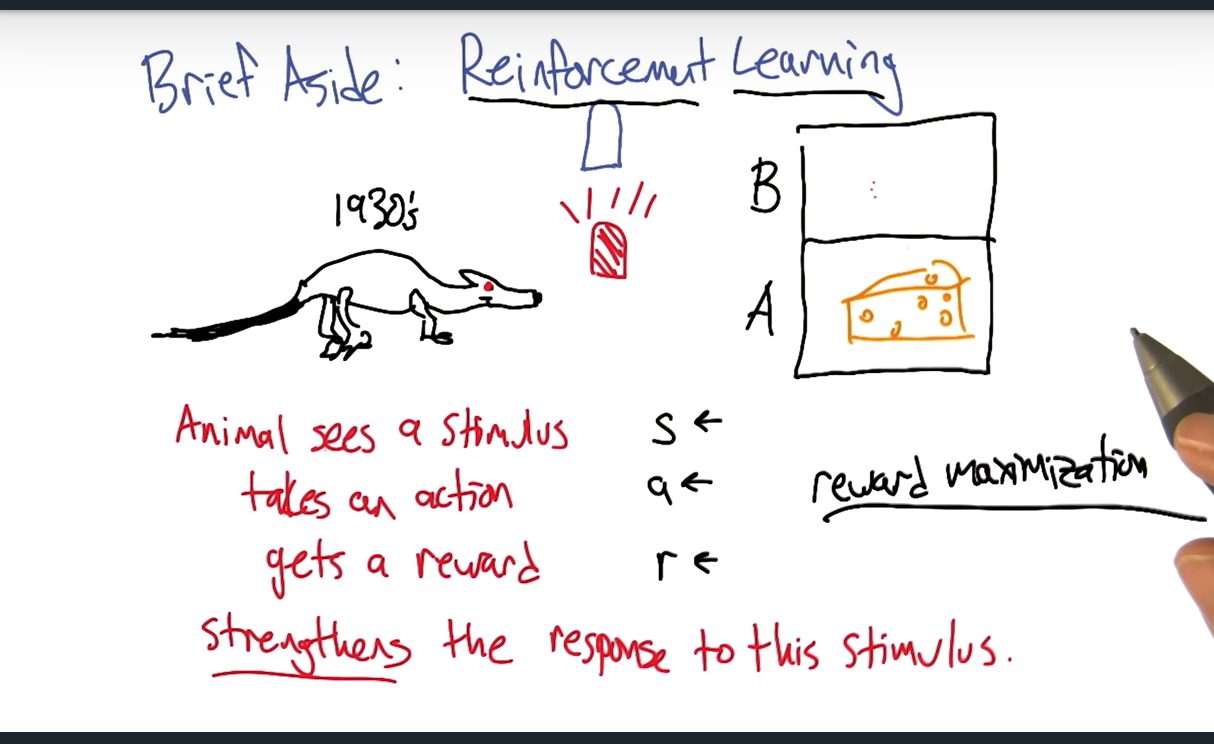 Brief Aside: Reinforcement Learning
1930's
B
A
Animal sees a stimulus s ←
takes an action a ←
gets a reward r ←
reward maximization
strengthens the response to this stimulus.